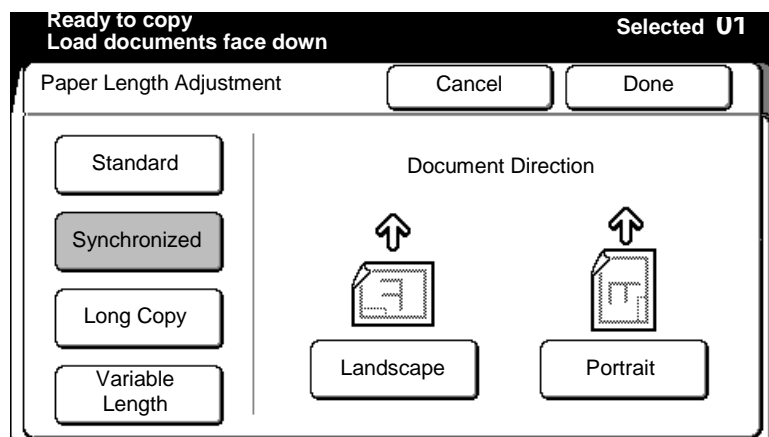 Ready to copy
Load documents face down
Selected 01
Paper Length Adjustment
Cancel
Done
Standard
Synchronized
Long Copy
Variable
Length
Document Direction
Landscape
Portrait